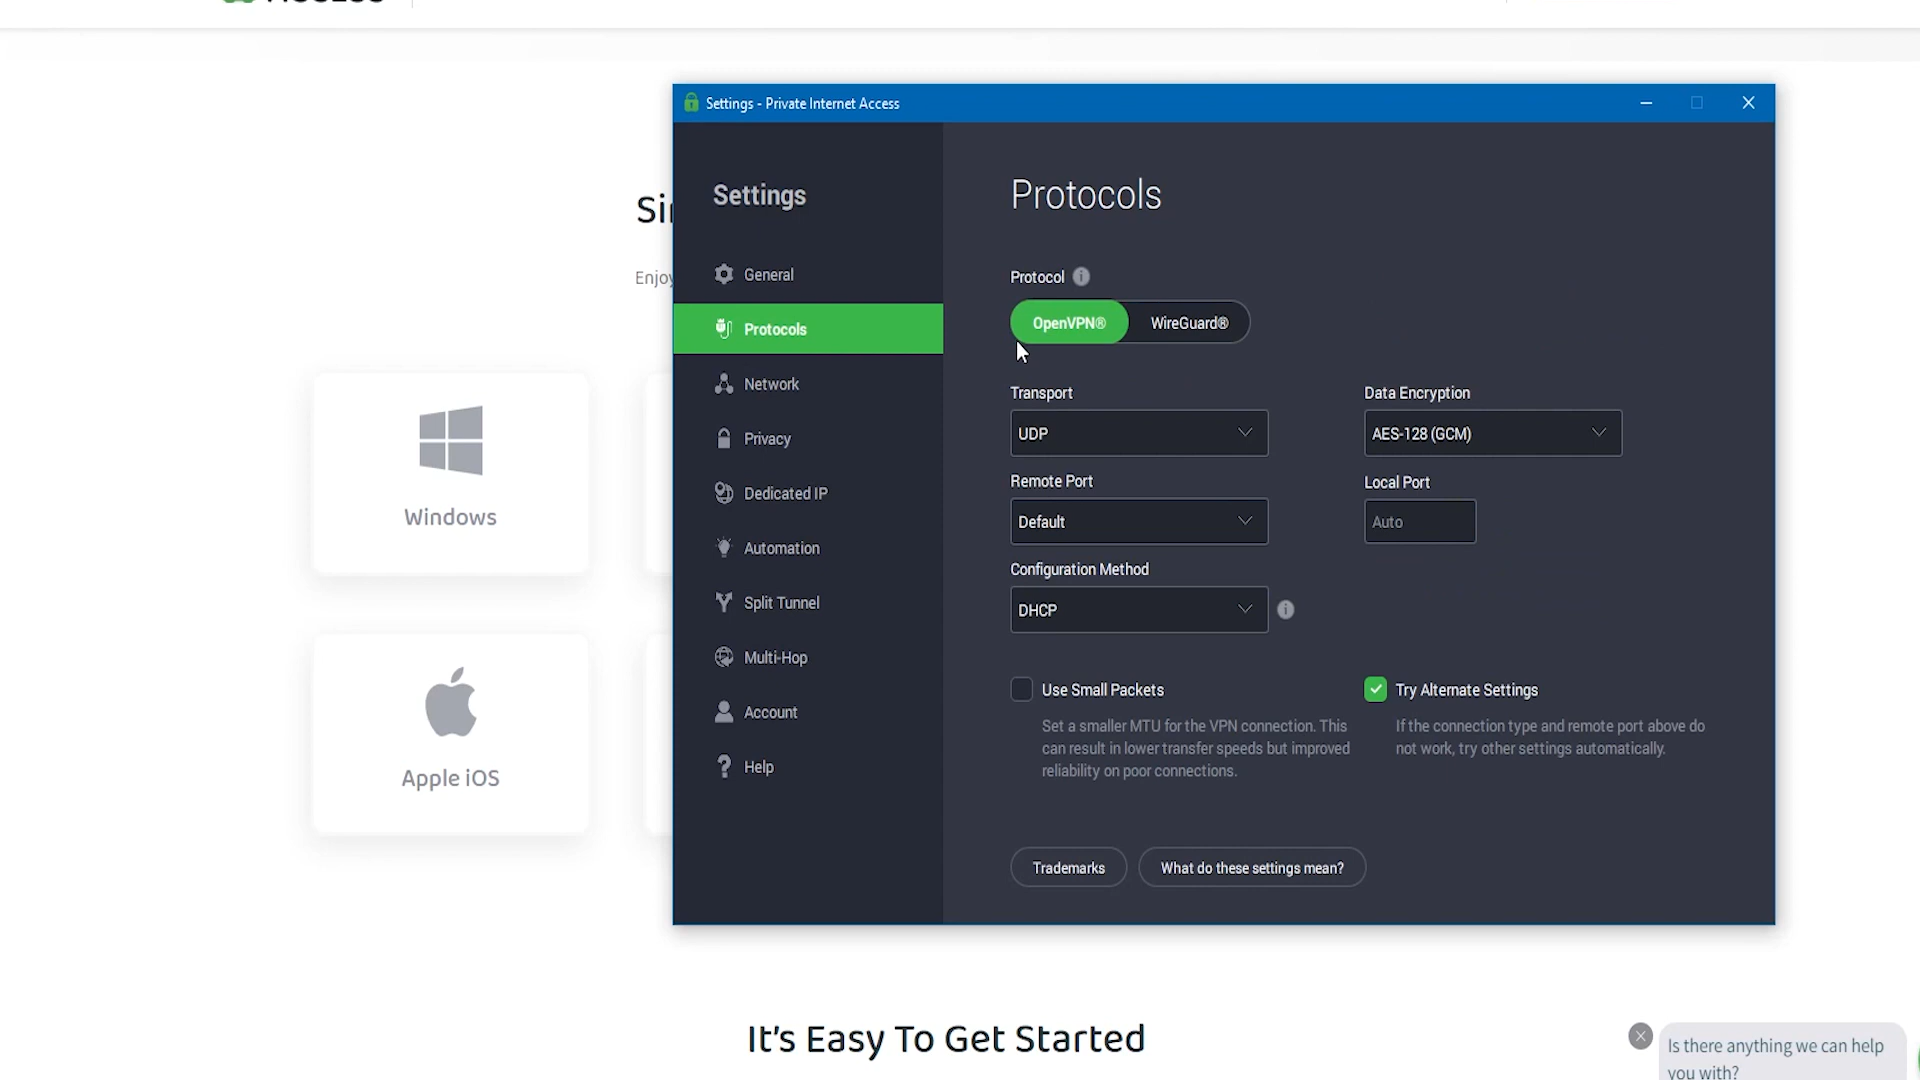 Settings - Private Internet Access
Settings
General
Protocols
Network
Privacy
Dedicated IP
Automation
Split Tunnel
Multi-Hop
Account
Help
Protocols
Protocol
OpenVPN® WireGuard®
Transport
UDP
Data Encryption
AES-128 (GCM)
Remote Port
Default
Local Port
Auto
Configuration Method
DHCP
Use Small Packets
Set a smaller MTU for the VPN connection. This
can result in lower transfer speeds but improved
reliability on poor connections.
Try Alternate Settings
If the connection type and remote port above do
not work, try other settings automatically.
Trademarks
What do these settings mean?
Enjoy
Windows
Apple iOS
It's Easy To Get Started
Is there anything we can help
you with?